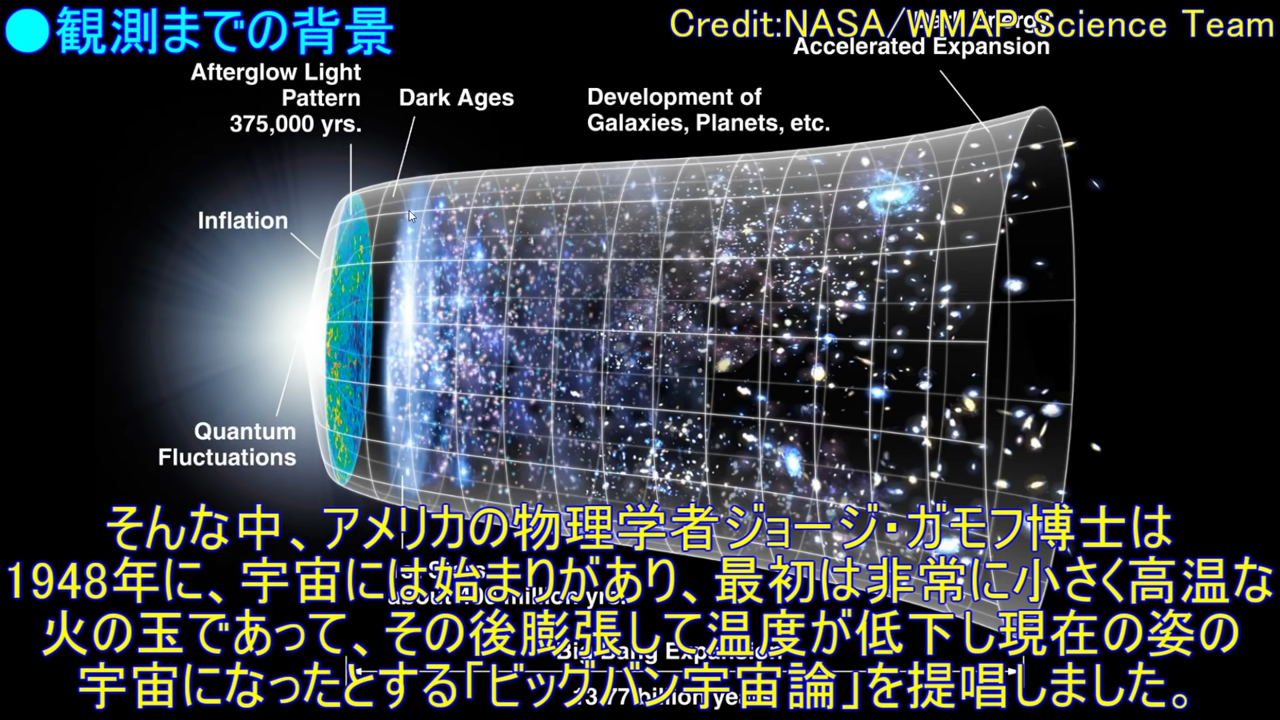 ●観測までの背景
Credit:NASA/WMAP Science Team
Accelerated Expansion
Afterglow Light
Pattern
375,000 yrs.
Dark Ages
Development of
Galaxies, Planets, etc.
Inflation
Quantum
Fluctuations
そんな中、アメリカの物理学者ジョージ・ガモフ博士は
1948年に、宇宙には始まりがあり、最初は非常に小さく高温な
火の玉であって、その後膨張して温度が低下し現在の姿の
宇宙になったとする「ビッグバン宇宙論」を提唱しました。
Big Bang Expansion